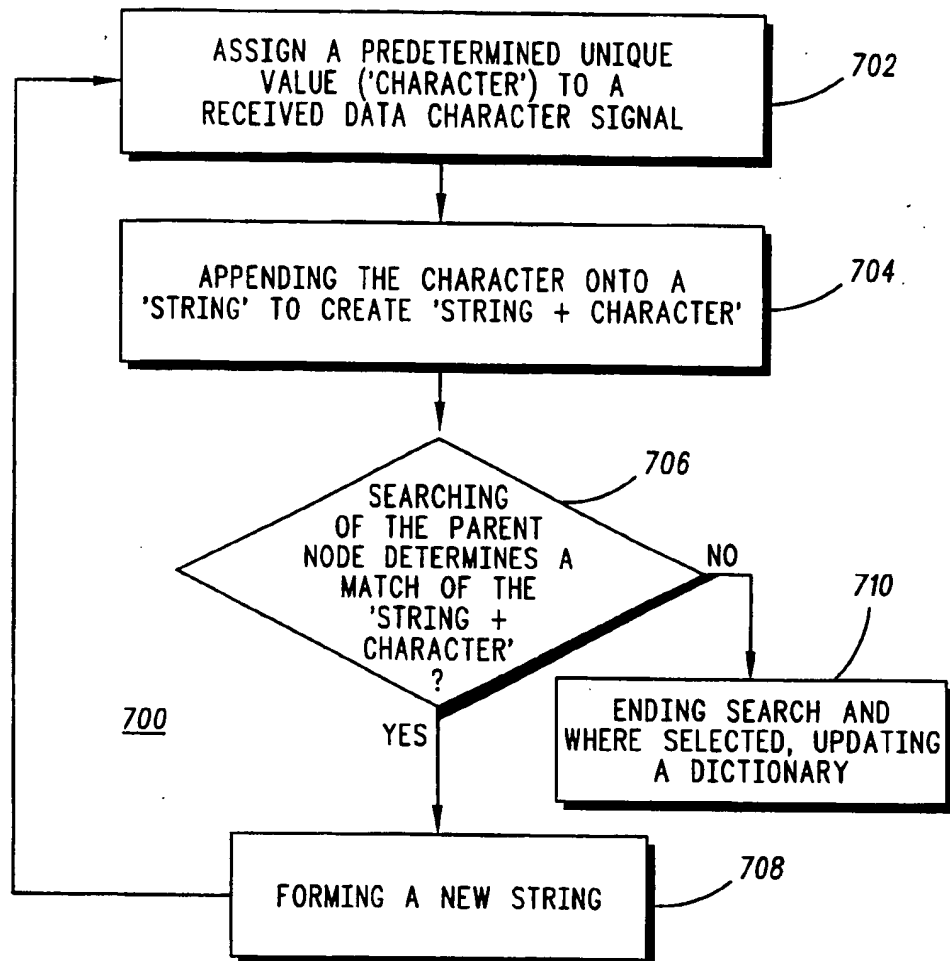 ASSIGN A PREDETERMINED UNIQUE
VALUE ('CHARACTER') TO A
RECEIVED DATA CHARACTER SIGNAL
702
APPENDING THE CHARACTER ONTO A
'STRING' TO CREATE 'STRING + CHARACTER'
704
SEARCHING
OF THE PARENT
NODE DETERMINES A
MATCH OF THE
'STRING +
CHARACTER'
?
706
NO
710
ENDING SEARCH AND
WHERE SELECTED, UPDATING
A DICTIONARY
700
YES
FORMING A NEW STRING
708